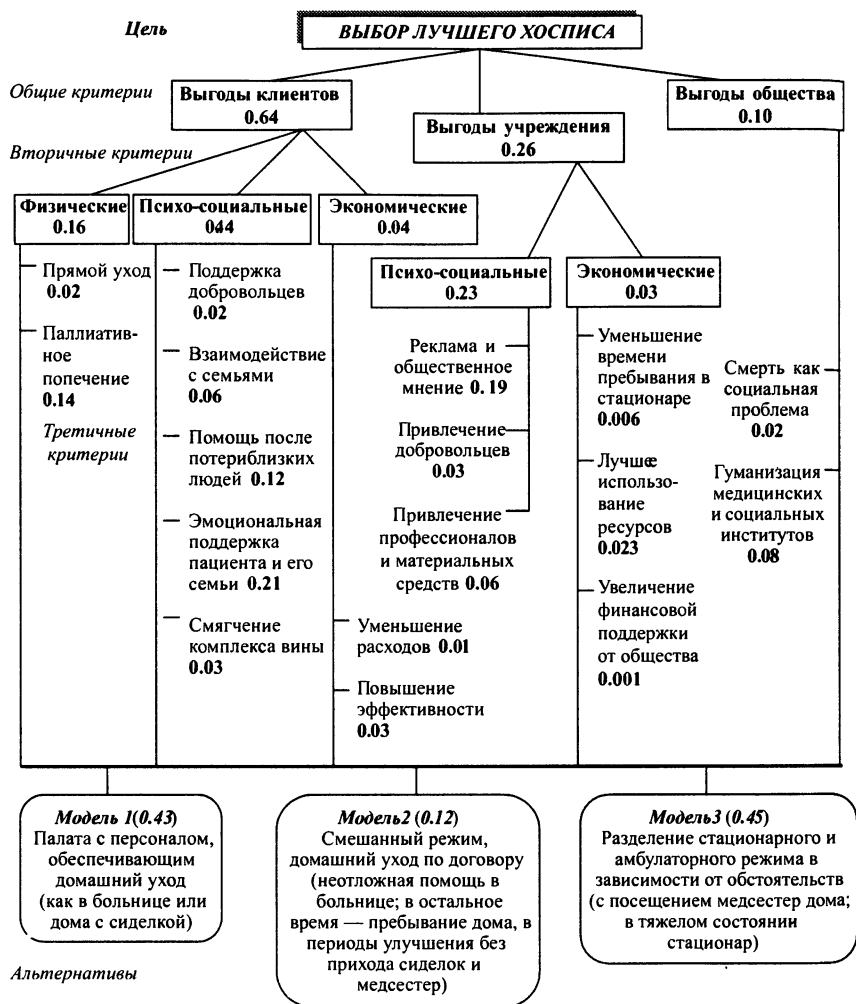 Цель
ВЫБОР ЛУЧШЕГО ХОСПИСА
Общие критерии
Выгоды клиентов
0.64
Выгоды учреждения
0.26
Выгоды общества
0.10
Вторичные критерии
Физические
0.16
Психо-социальные
044
Экономические
0.04
Психо-социальные
0.23
Экономические
0.03
Прямой уход
0.02
Паллиатив-
ное
попечение
0.14
Третичные
критерии
Поддержка
добровольцев
0.02
Взаимодействие
с семьями
0.06
Помощь после
потериблизких
людей 0.12
Эмоциональная
поддержка
пациента и его
семьи 0.21
Смягчение
комплекса вины
0.03
Уменьшение
расходов 0.01
Повышение
эффективности
0.03
Реклама и
общественное
мнение 0.19
Привлечение
добровольцев
0.03
Привлечение
профессионалов
и материальных
средств 0.06
Уменьшение
времени
пребывания в
стационаре
0.006
Лучшее
использо-
вание
ресурсов
0.023
Увеличение
финансовой
поддержки
от общества
0.001
Смерть как
социальная
проблема
0.02
Гуманизация
медицинских
и социальных
институтов
0.08
Модель 1(0.43)
Палата с персоналом,
обеспечивающим
домашний уход
(как в больнице или
дома с сиделкой)
Модель2 (0.12)
Смешанный режим,
домашний уход по договору
(неотложная помощь в
больнице; в остальное
время — пребывание дома, в
периоды улучшения без
прихода сиделок и
медсестер)
Модель3 (0.45)
Разделение стационарного и
амбулаторного режима в
зависимости от обстоятельств
(с посещением медсестер дома;
в тяжелом состоянии
стационар)
Альтернативы